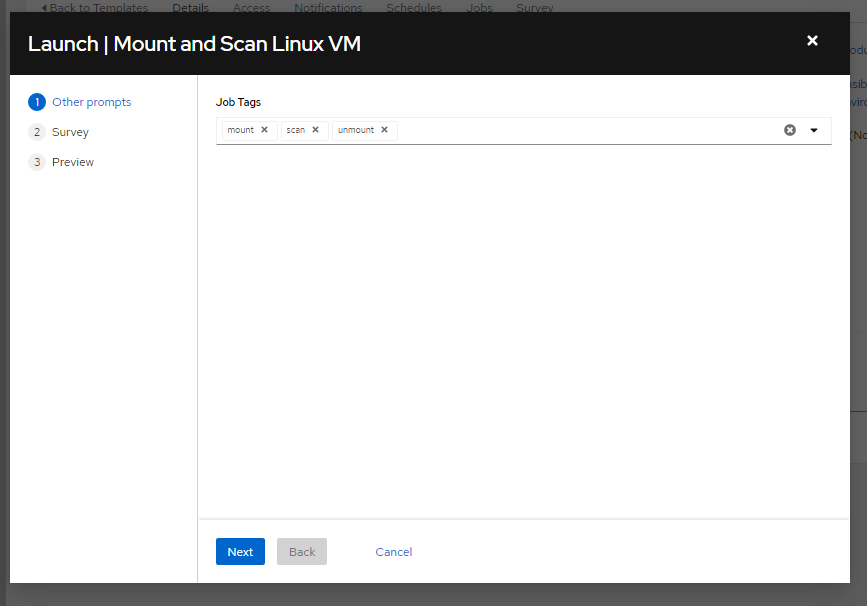 Back to Templates Details Access Notifications Schedules Jobs Survey
Launch | Mount and Scan Linux VM
1 Other prompts
2 Survey
3 Preview
Job Tags
mount scan unmount
Next Back Cancel